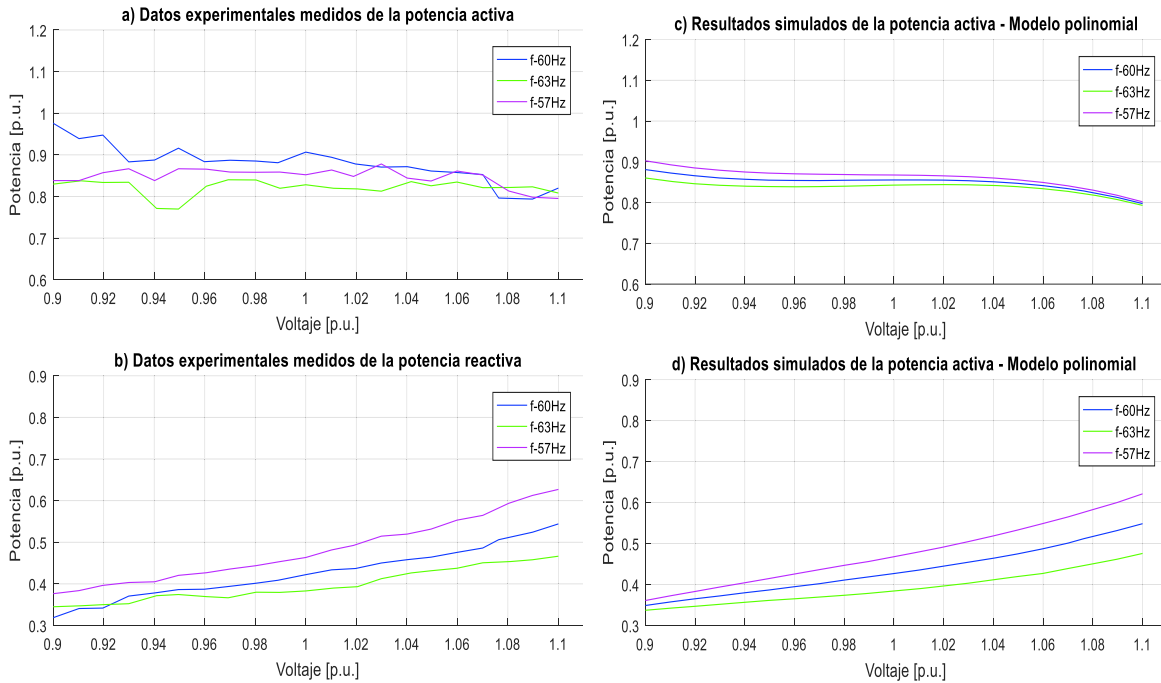 a) Datos experimentales medidos de la potencia activa
1.2
1.1
1
0.9
0.8
0.7
0.6
Potencia [p.u.]
f-60Hz
f-63Hz
f-57Hz
0.9 0.92 0.94 0.96 0.98 1 1.02 1.04 1.06 1.08 1.1
Voltaje [p.u.]
c) Resultados simulados de la potencia activa - Modelo polinomial
1.2
1.1
1
0.9
0.8
0.7
0.6
Potencia [p.u.]
f-60Hz
f-63Hz
f-57Hz
0.9 0.92 0.94 0.96 0.98 1 1.02 1.04 1.06 1.08 1.1
Voltaje [p.u.]
b) Datos experimentales medidos de la potencia reactiva
0.9
0.8
0.7
0.6
0.5
0.4
0.3
Potencia [p.u.]
f-60Hz
f-63Hz
f-57Hz
0.9 0.92 0.94 0.96 0.98 1 1.02 1.04 1.06 1.08 1.1
Voltaje [p.u.]
d) Resultados simulados de la potencia activa - Modelo polinomial
0.9
0.8
0.7
0.6
0.5
0.4
0.3
Potencia [p.u.]
f-60Hz
f-63Hz
f-57Hz
0.9 0.92 0.94 0.96 0.98 1 1.02 1.04 1.06 1.08 1.1
Voltaje [p.u.]